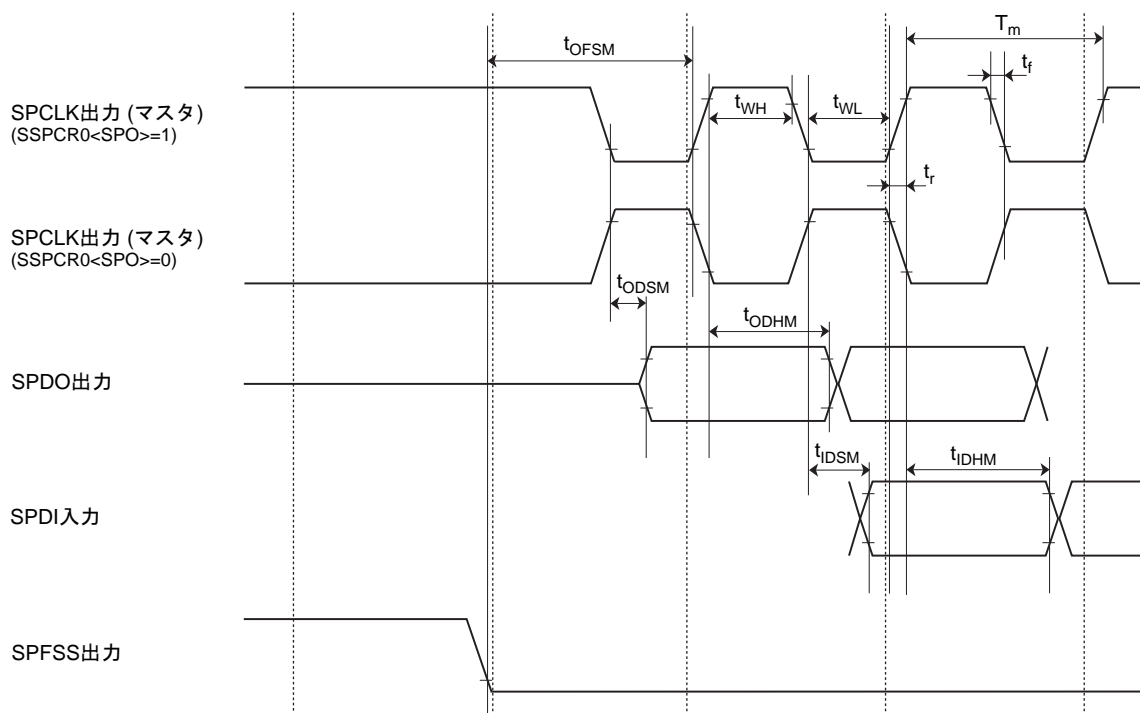 T_m
t_OFSM
t_f
SPCLK出力 (マスタ)
(SSPCR0<SPO>=1)
t_WH
t_WL
t_r
SPCLK出力 (マスタ)
(SSPCR0<SPO>=0)
t_ODSM
t_ODHM
SPDO出力
t_IDSM
t_IDHM
SPDI入力
SPFSS出力